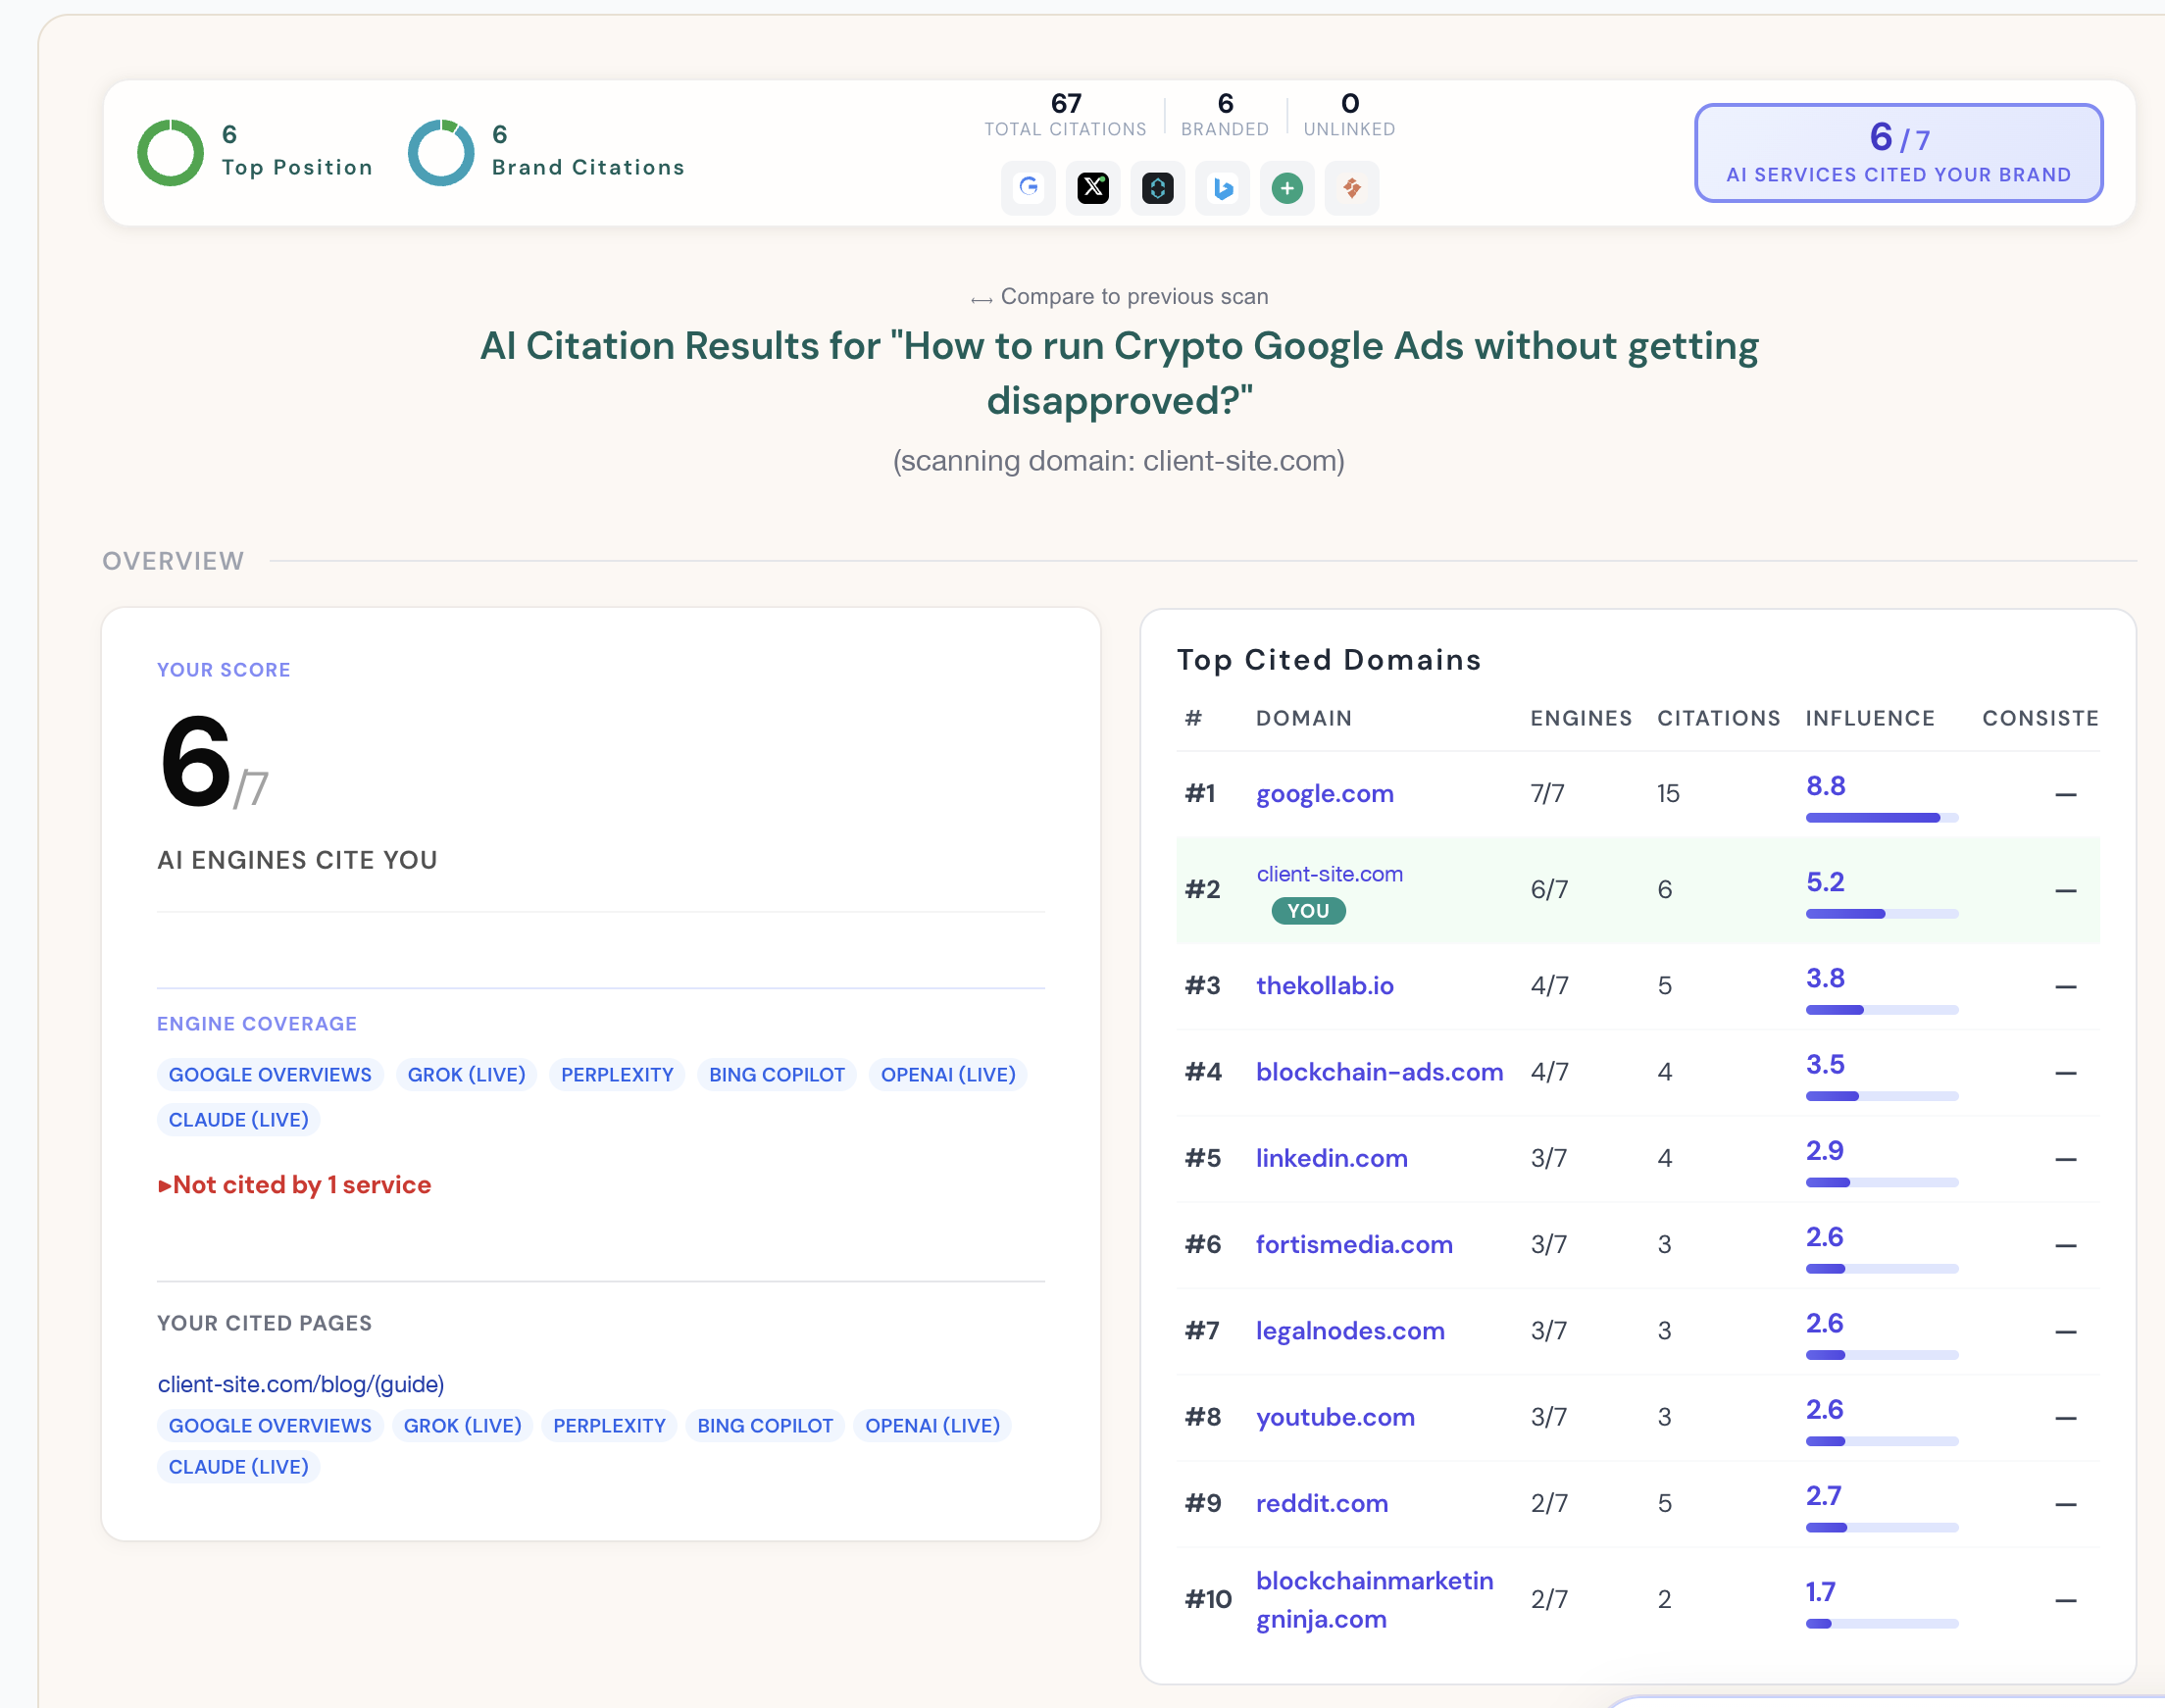 6
Top Position
6
Brand Citations
67
TOTAL CITATIONS
6
BRANDED
0
UNLINKED
6 / 7
AI SERVICES CITED YOUR BRAND
Compare to previous scan
AI Citation Results for "How to run Crypto Google Ads without getting
disapproved?"
(scanning domain: client-site.com)
OVERVIEW
YOUR SCORE
6/7
AI ENGINES CITE YOU
ENGINE COVERAGE
GOOGLE OVERVIEWS GROK (LIVE) PERPLEXITY BING COPILOT OPENAI (LIVE)
CLAUDE (LIVE)
▸Not cited by 1 service
YOUR CITED PAGES
client-site.com/blog/(guide)
GOOGLE OVERVIEWS GROK (LIVE) PERPLEXITY BING COPILOT OPENAI (LIVE)
CLAUDE (LIVE)
Top Cited Domains
# DOMAIN ENGINES CITATIONS INFLUENCE CONSISTE
#1 google.com 7/7 15 8.8 —
#2 client-site.com YOU 6/7 6 5.2 —
#3 thekollab.io 4/7 5 3.8 —
#4 blockchain-ads.com 4/7 4 3.5 —
#5 linkedin.com 3/7 4 2.9 —
#6 fortismedia.com 3/7 3 2.6 —
#7 legalnodes.com 3/7 3 2.6 —
#8 youtube.com 3/7 3 2.6 —
#9 reddit.com 2/7 5 2.7 —
#10 blockchainmarketin
gninja.com 2/7 2 1.7 —